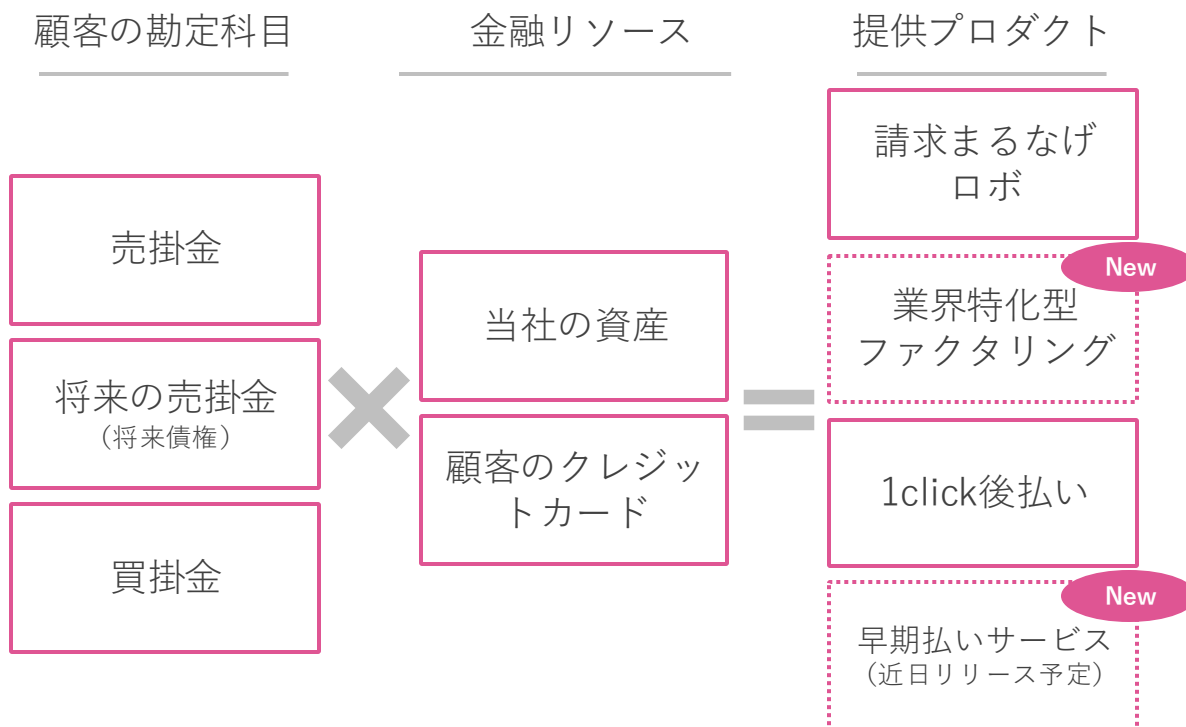 顧客の勘定科目
金融リソース
提供プロダクト
売掛金
将来の売掛金
（将来債権）
買掛金
×
当社の資産
顧客のクレジッ
トカード
=
請求まるなげ
ロボ
New
業界特化型
ファクタリング
1click後払い
New
早期払いサービス
（近日リリース予定）